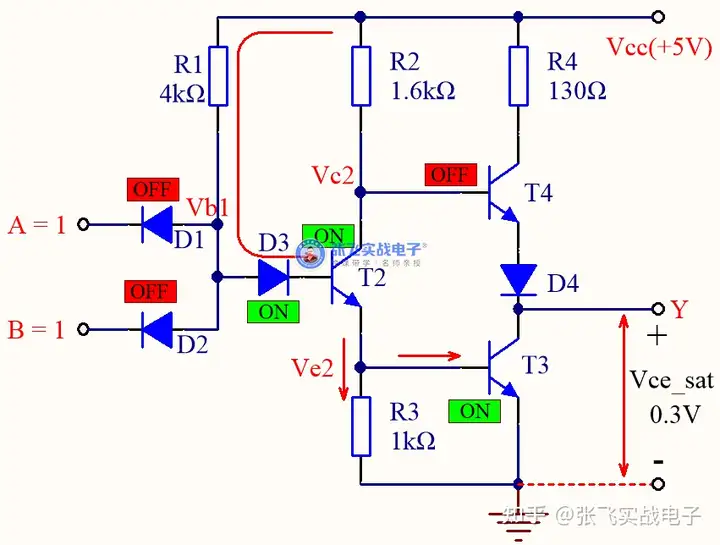 Vcc(+5V)
R1
4kΩ
R2
1.6kΩ
R4
130Ω
Vc2
OFF
T4
OFF
Vb1
A = 1
D1
ON
D3
张飞实战电子®
T2
D4
OFF
ON
B = 1
D2
Y
+
Ve2
T3
Vce_sat
0.3V
R3
1kΩ
ON
-
知乎 @张飞实战电子